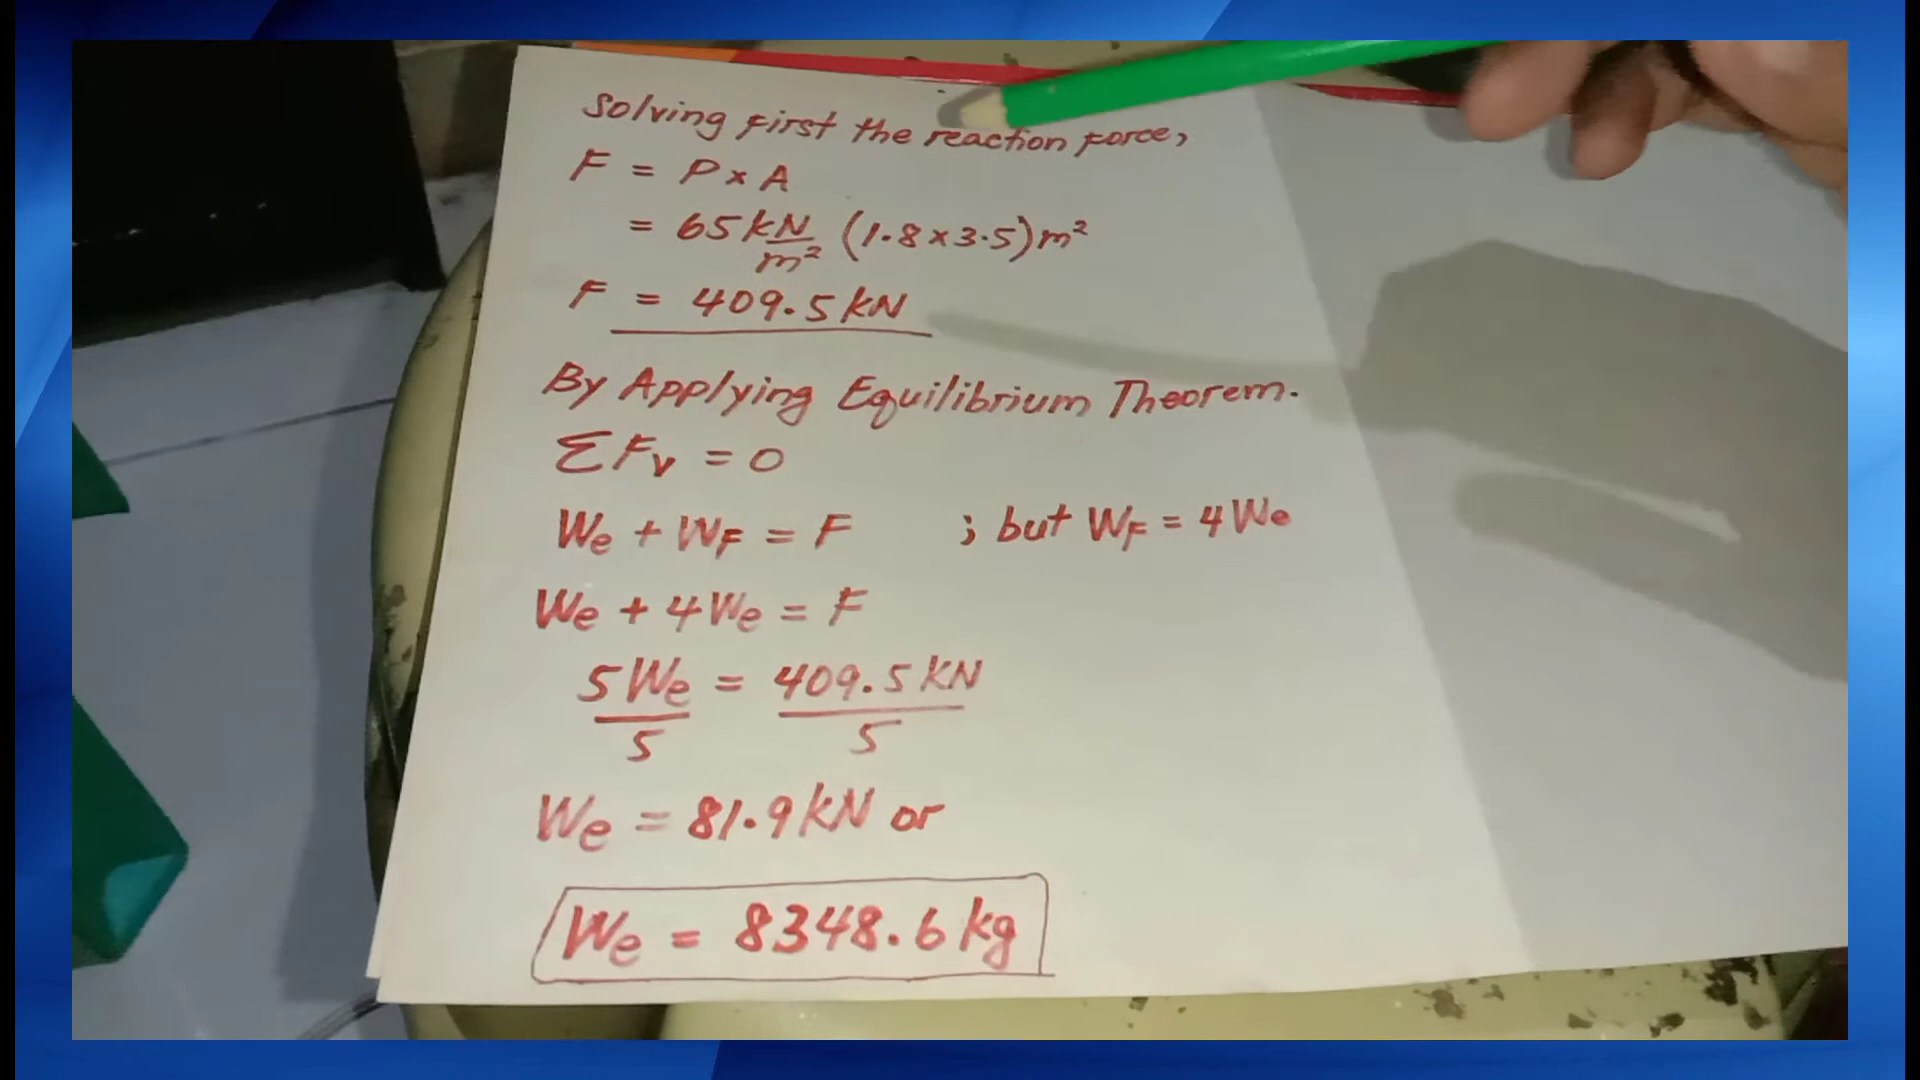 Solving first the reaction force,
F = P x A
= 65 kN/m² (1.8 x 3.5) m²
F = 409.5 kN
By Applying Equilibrium Theorem.
ΣFv = 0
We + WF = F ; but WF = 4We
We + 4We = F
5We/5 = 409.5 kN/5
We = 81.9 kN or
We = 8348.6 kg